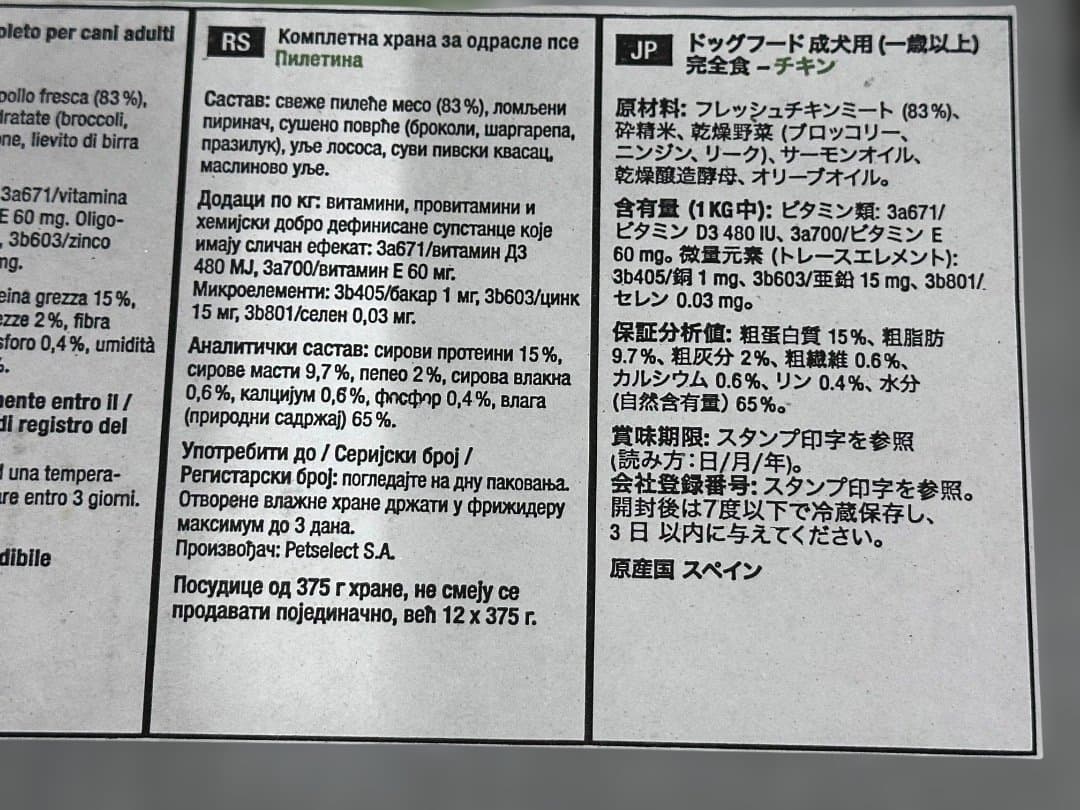 pleto per cani adulti
pollo fresca (83 %),
dratate (broccoli,
one, lievito di birra
3a671/vitamina
E 60 mg. Oligo-
, 3b603/zinco
mg.
eina grezza 15 %,
ezze 2 %, fibra
sforo 0,4 %, umidità
%.
mente entro il /
di registro del
d una tempera-
are entro 3 giorni.
dibile
RS
Комплетна храна за одрасле псе
Пилетина
Састав: свеже пилеће месо (83 %), ломљени
пиринач, сушено поврће (броколи, шаргарепа,
празилук), уље лососа, суви пивски квасац,
маслиново уље.
Додаци по кг: витамини, провитамини и
хемијски добро дефинисане супстанце које
имају сличан ефекат: 3a671/витамин Д3
480 MJ, 3a700/витамин Е 60 мг.
Микроелементи: 3b405/бакар 1 мг, 3b603/цинк
15 мг, 3b801/селен 0,03 мг.
Аналитички састав: сирови протеини 15 %,
сирове масти 9,7 %, пепео 2 %, сирова влакна
0,6 %, калцијум 0,6 %, фосфор 0,4 %, влага
(природни садржај) 65 %.
Употребити до / Серијски број /
Регистарски број: погледајте на дну паковања.
Отворене влажне хране држати у фрижидеру
максимум до 3 дана.
Произвођач: Petselect S.A.
Посудице од 375 г хране, не смеју се
продавати појединачно, већ 12 x 375 г.
JP
ドッグフード 成犬用 (一歳以上)
完全食 – チキン
原材料: フレッシュチキンミート (83 %)、
砕精米、乾燥野菜 (ブロッコリー、
ニンジン、リーク)、サーモンオイル、
乾燥醸造酵母、オリーブオイル。
含有量 (1 KG中): ビタミン類: 3a671/
ビタミン D3 480 IU、3a700/ビタミン E
60 mg。微量元素 (トレースエレメント):
3b405/銅 1 mg、3b603/亜鉛 15 mg、3b801/
セレン 0.03 mg。
保証分析値: 粗蛋白質 15 %、粗脂肪
9.7 %、粗灰分 2 %、粗繊維 0.6 %、
カルシウム 0.6 %、リン 0.4 %、水分
(自然含有量) 65 %。
賞味期限: スタンプ印字を参照
(読み方：日/月/年)。
会社登録番号: スタンプ印字を参照。
開封後は7度以下で冷蔵保存し、
3 日 以内に与えてください。
原産国 スペイン